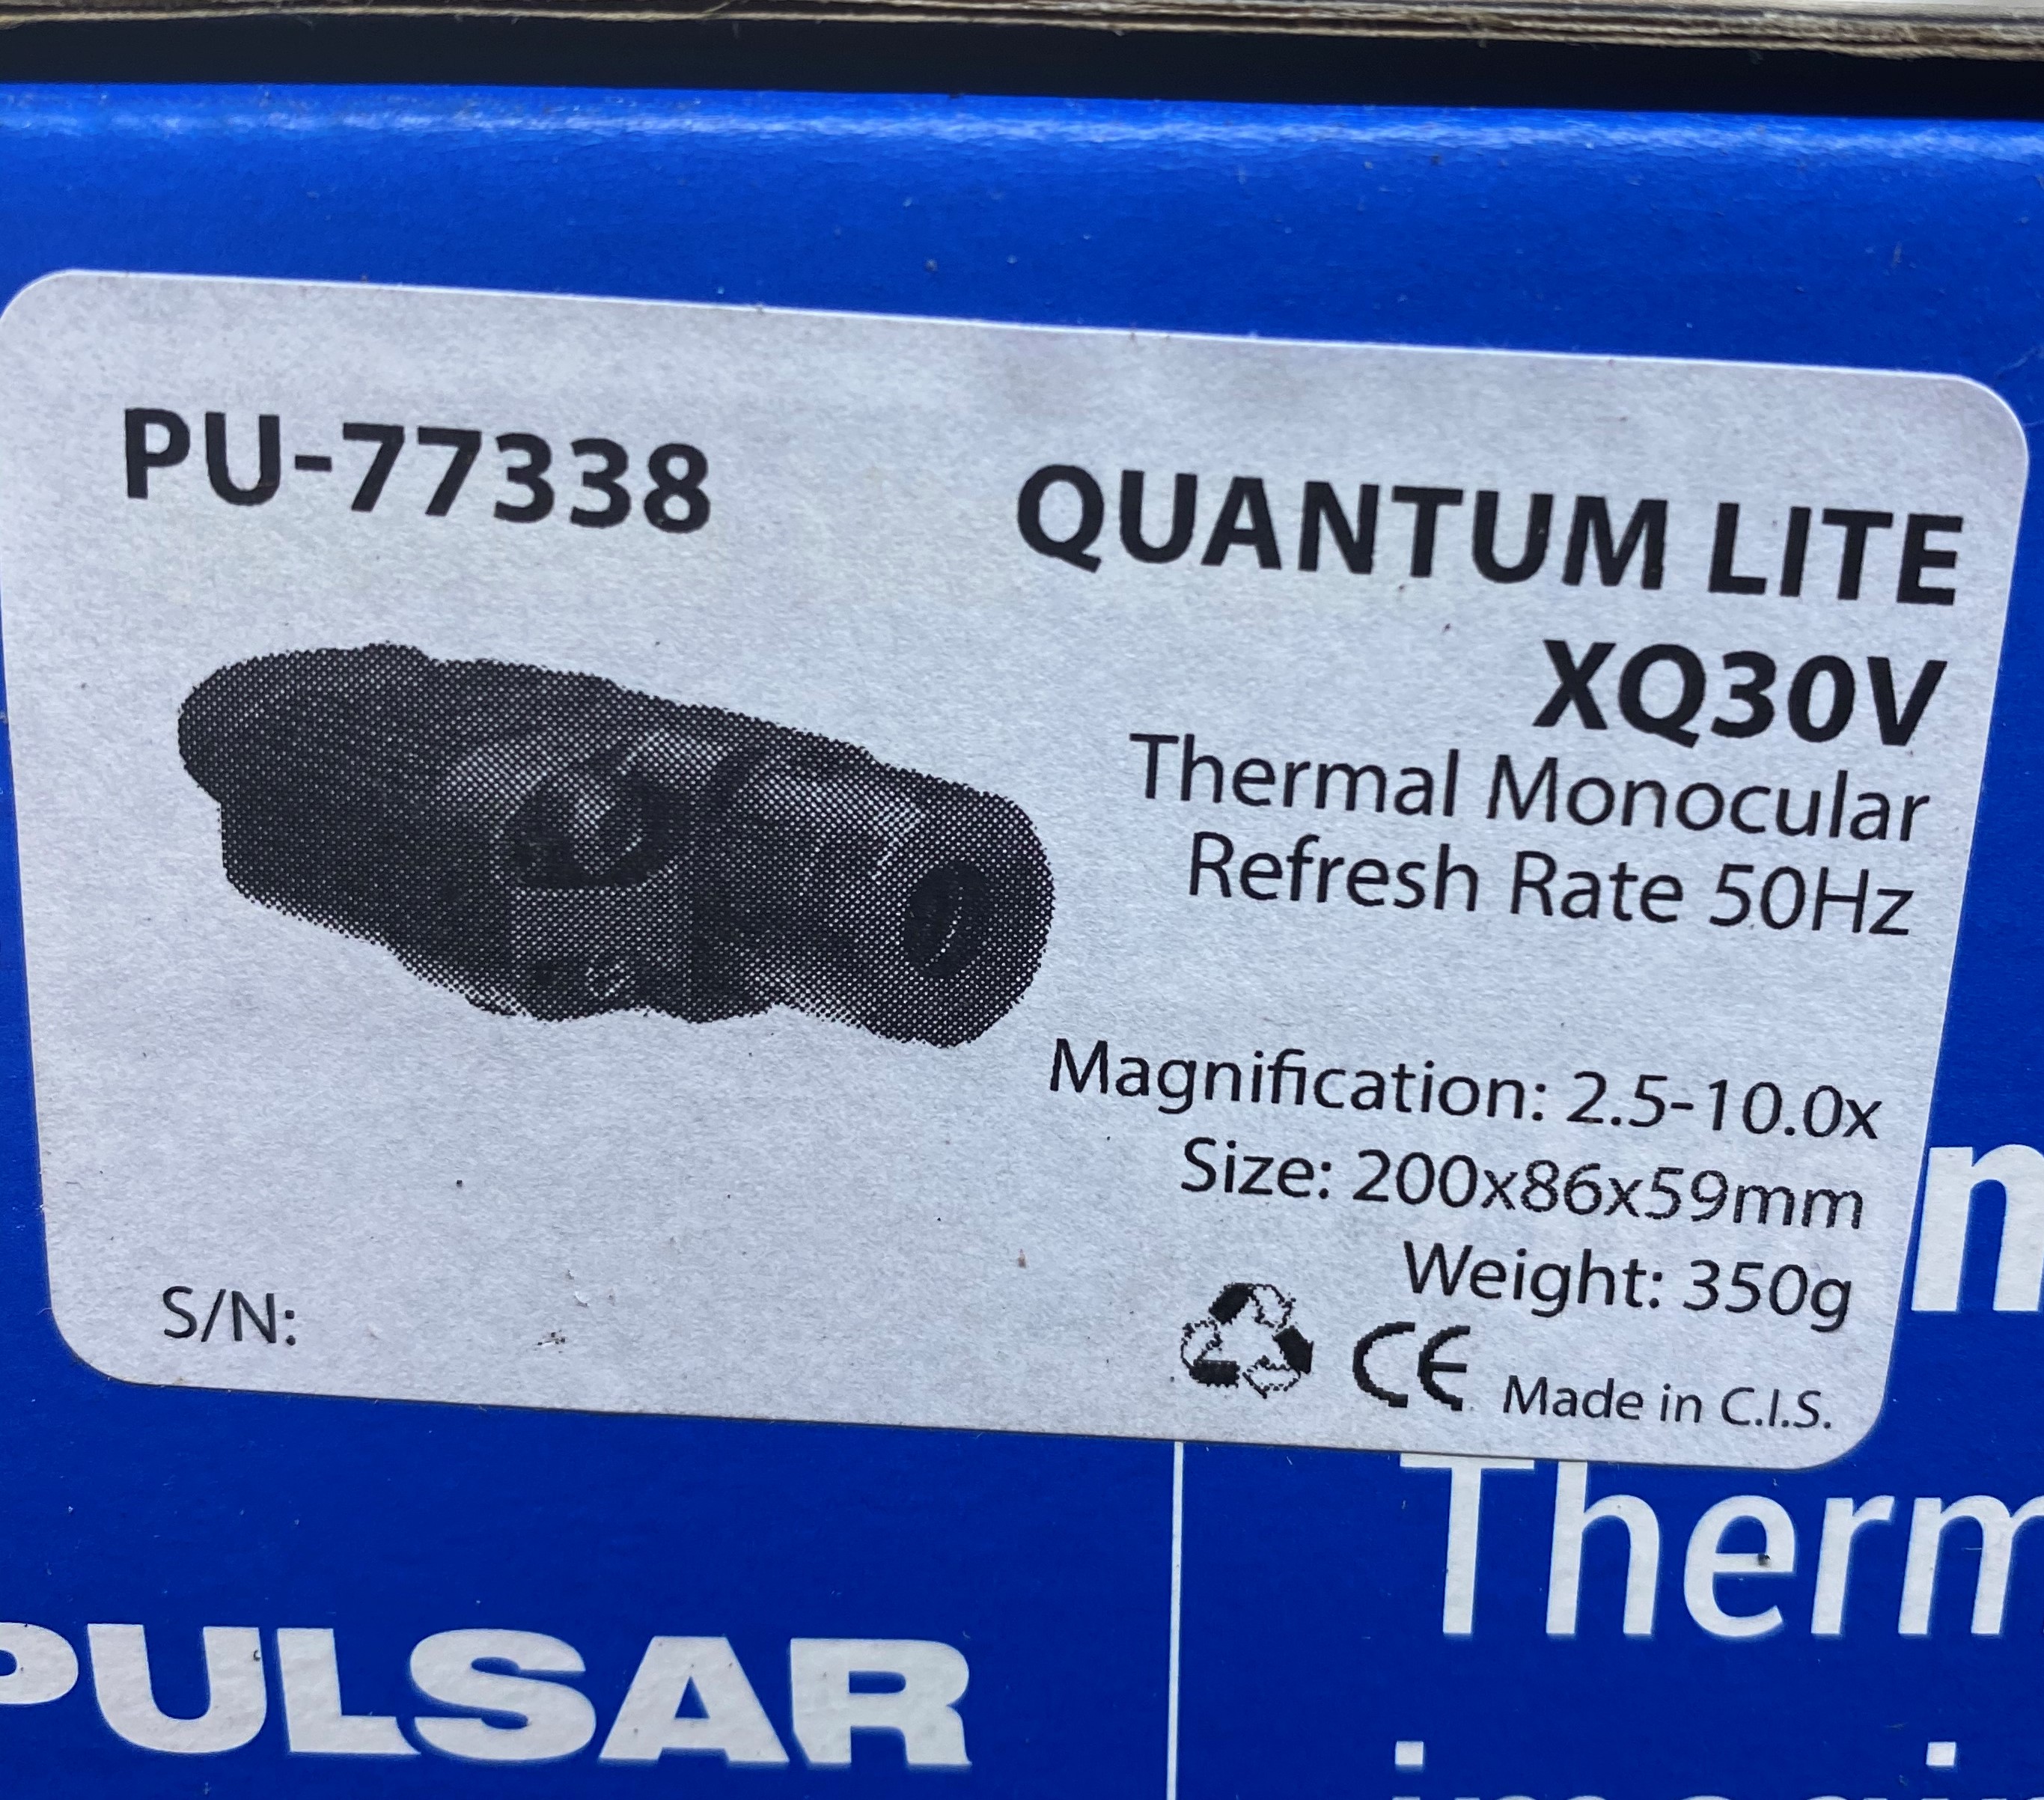 PU-77338
QUANTUM LITE
XQ30V
Thermal Monocular
Refresh Rate 50Hz
Magnification: 2.5-10.0x
Size: 200x86x59mm
Weight: 350g
S/N:
CE Made in C.I.S.
PULSAR
Therm